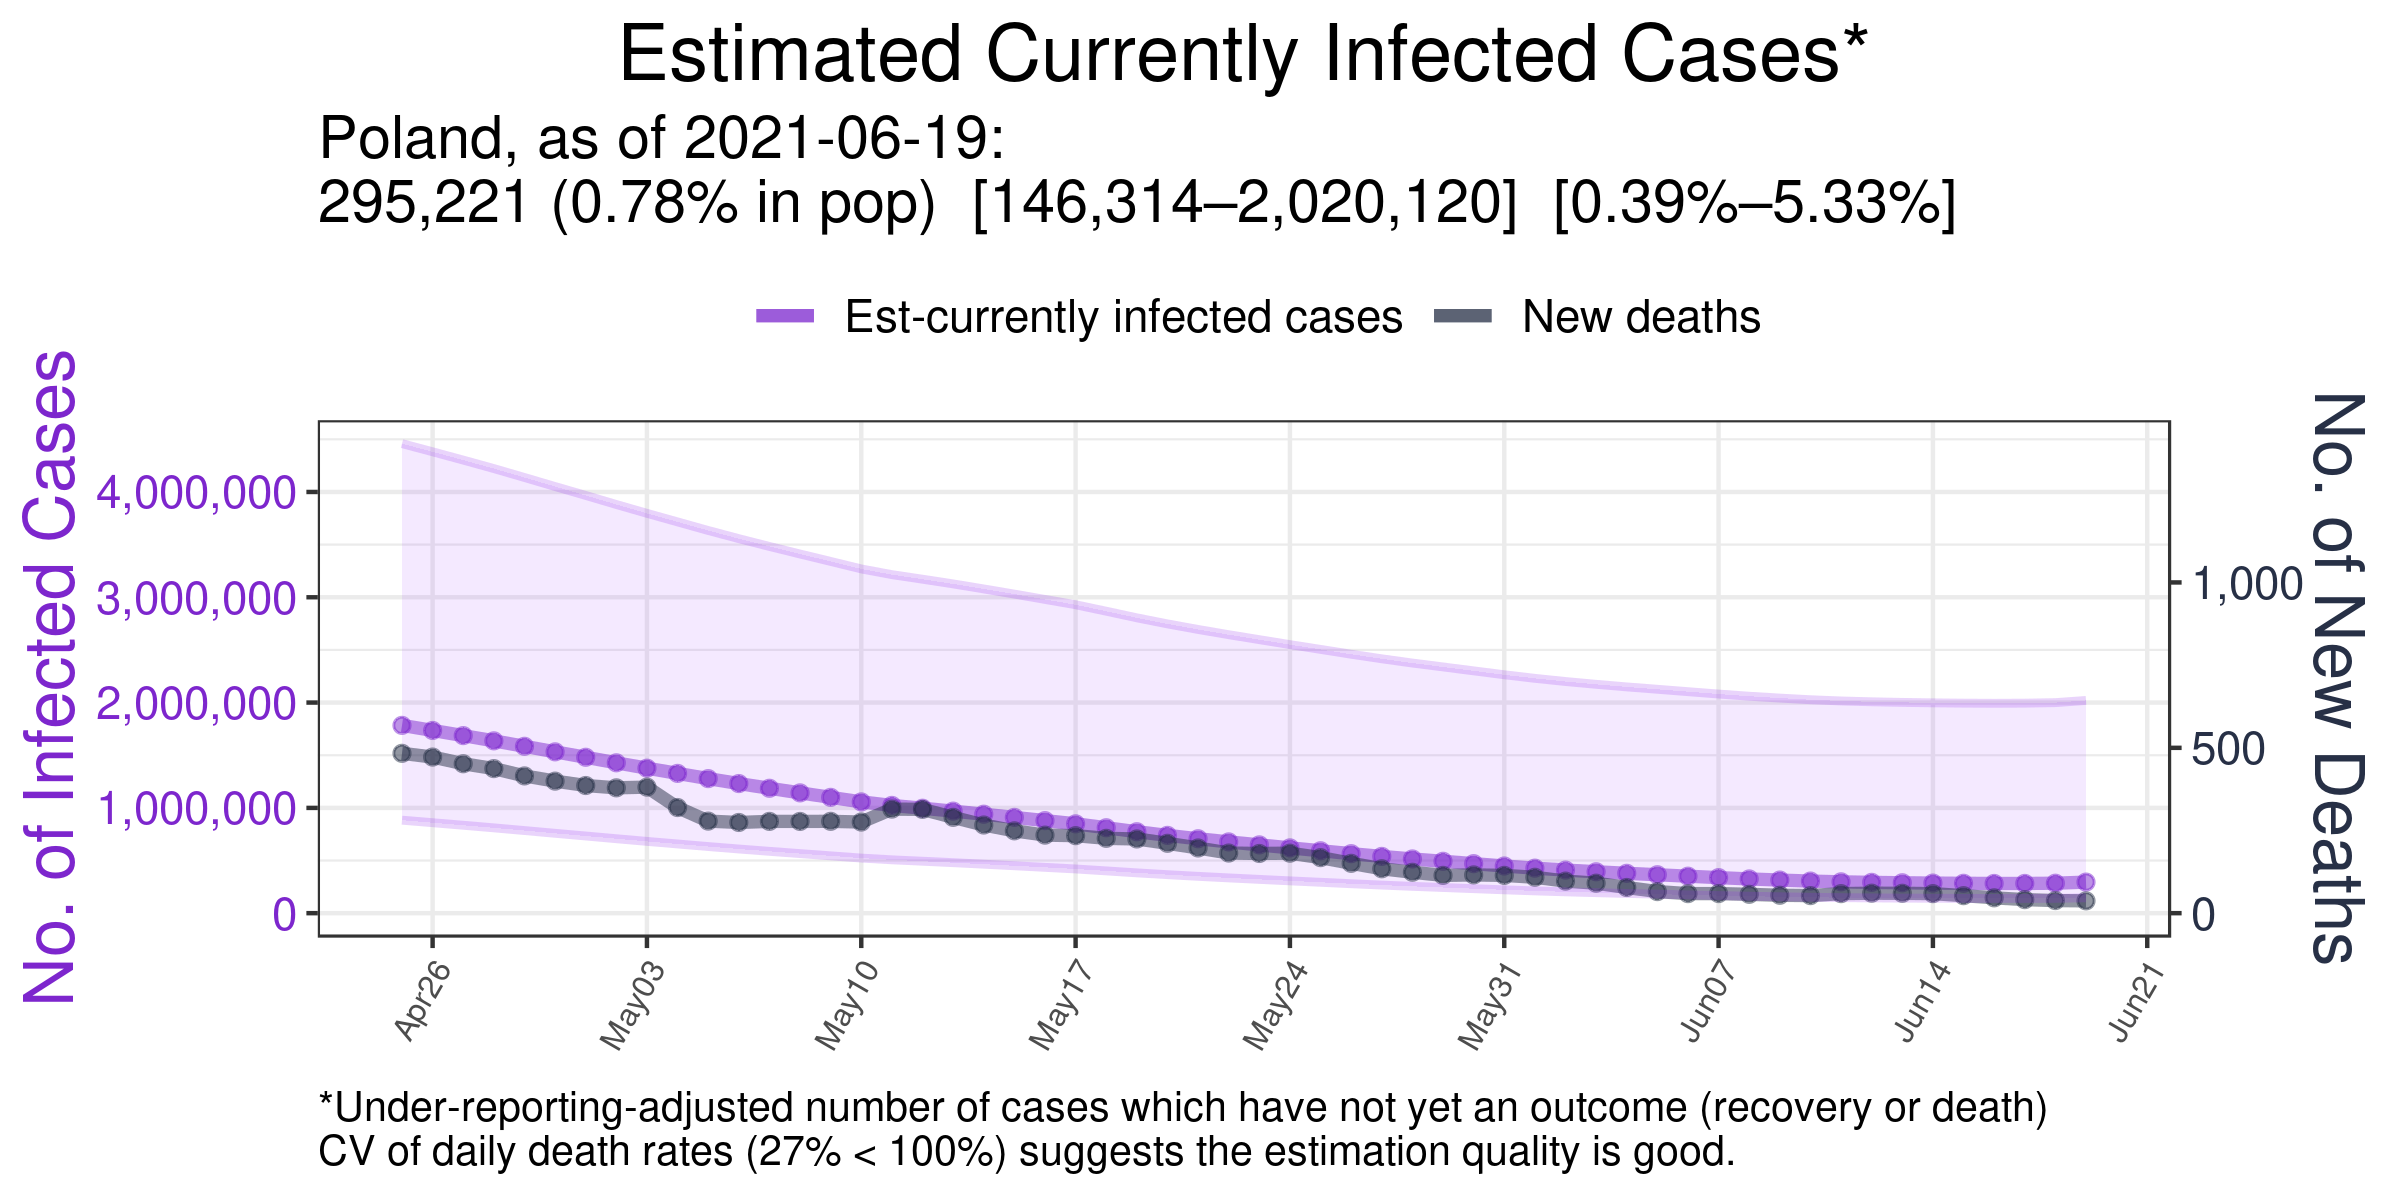 Estimated Currently Infected Cases*
Poland, as of 2021-06-19:
295,221 (0.78% in pop)  [146,314–2,020,120]  [0.39%–5.33%]
Est-currently infected cases
New deaths
No. of Infected Cases
4,000,000
3,000,000
2,000,000
1,000,000
0
No. of New Deaths
1,000
500
0
Apr26
May03
May10
May17
May24
May31
Jun07
Jun14
Jun21
*Under-reporting-adjusted number of cases which have not yet an outcome (recovery or death)
CV of daily death rates (27% < 100%) suggests the estimation quality is good.